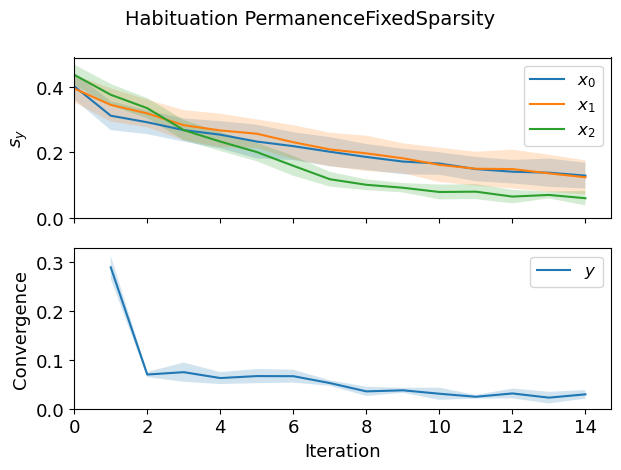 Habituation PermanenceFixedSparsity
0.4
0.2
0.0
s_y
x_0
x_1
x_2
0.3
0.2
0.1
0.0
Convergence
y
0 2 4 6 8 10 12 14
Iteration